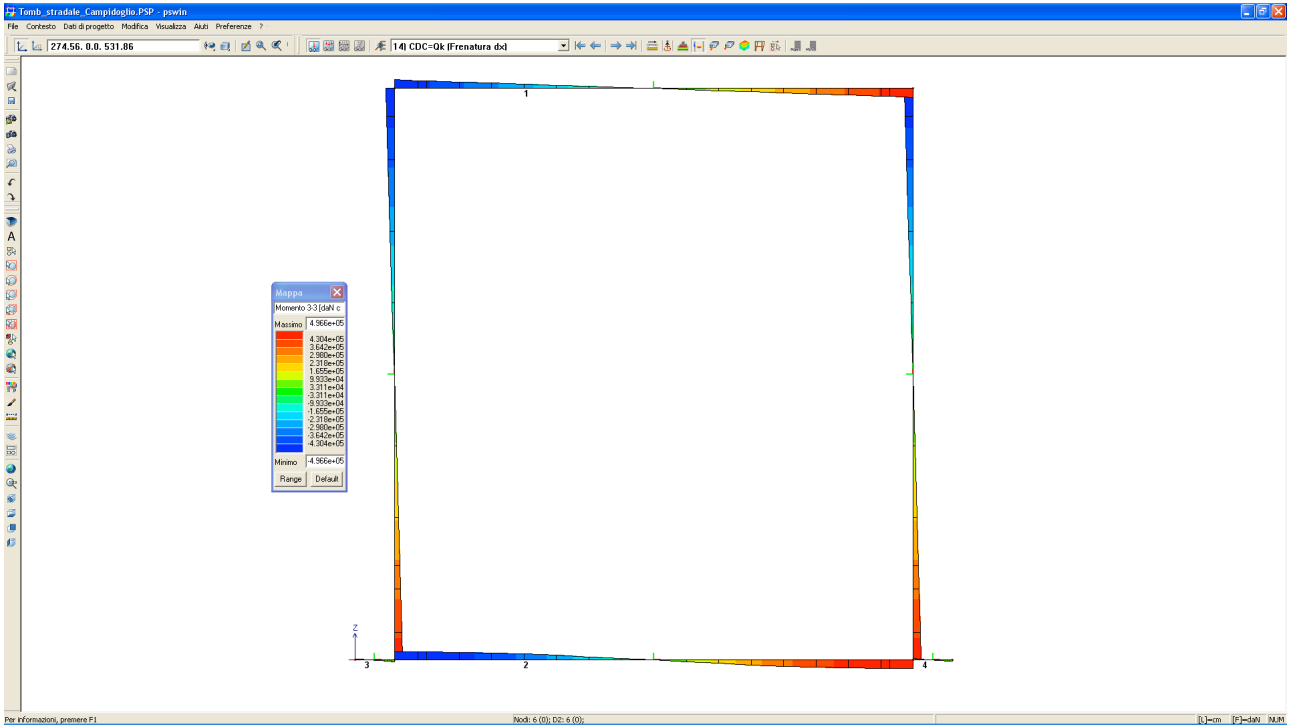 Tomb_stradale_Campidoglio.PSP - pswin
File Contesto Dati di progetto Modifica Visualizza Aiuti Preferenze ?
274.56. 0.0. 531.86
14) CDC=Qk (Frenatura dx)
1
Mappa
Momento 3-3 [daN c
Massimo 4.966e+05
4.304e+05
3.642e+05
2.980e+05
2.318e+05
1.655e+05
9.933e+04
3.311e+04
-3.311e+04
-9.933e+04
-1.655e+05
-2.318e+05
-2.980e+05
-3.642e+05
-4.304e+05
Minimo -4.966e+05
Range Default
A
Z
3 2 4
Per informazioni, premere F1
Nodi: 6 (0); D2: 6 (0);
[L]=cm [F]=daN NUM